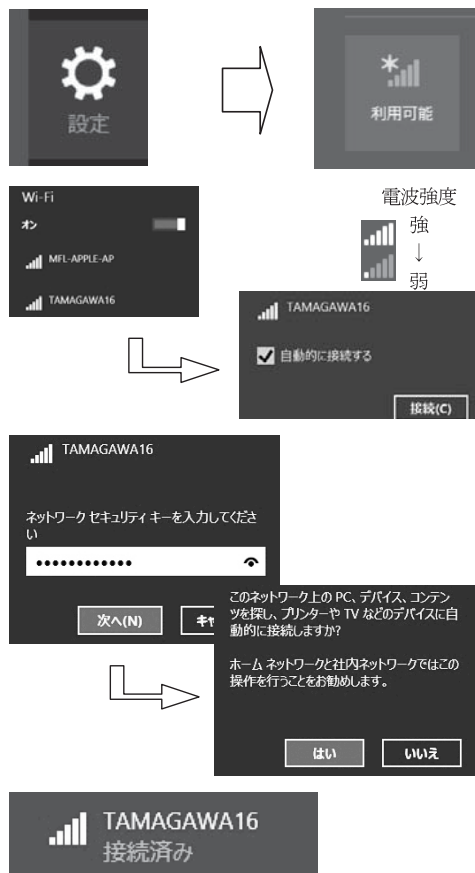 設定
利用可能
Wi-Fi
オン
MFL-APPLE-AP
TAMAGAWA16
電波強度
強
↓
弱
TAMAGAWA16
自動的に接続する
接続(C)
TAMAGAWA16
ネットワーク セキュリティ キーを入力してくださ
い
••••••••••••
次へ(N)
キャ
このネットワーク上の PC、デバイス、コンテン
ツを探し、プリンターや TV などのデバイスに自
動的に接続しますか?
ホーム ネットワークと社内ネットワークではこの
操作を行うことをお勧めします。
はい
いいえ
TAMAGAWA16
接続済み